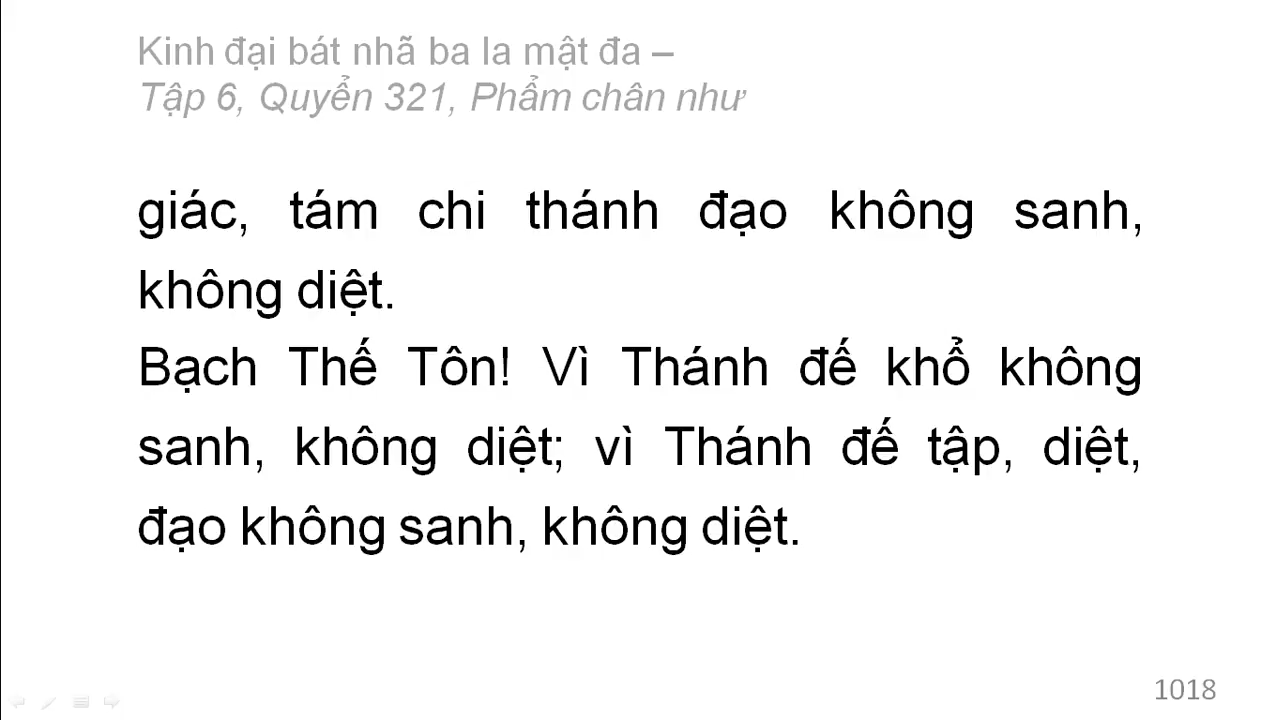 Kinh đại bát nhã ba la mật đa –
Tập 6, Quyển 321, Phẩm chân như
giác, tám chi thánh đạo không sanh,
không diệt.
Bạch Thế Tôn! Vì Thánh đế khổ không
sanh, không diệt; vì Thánh đế tập, diệt,
đạo không sanh, không diệt.
1018